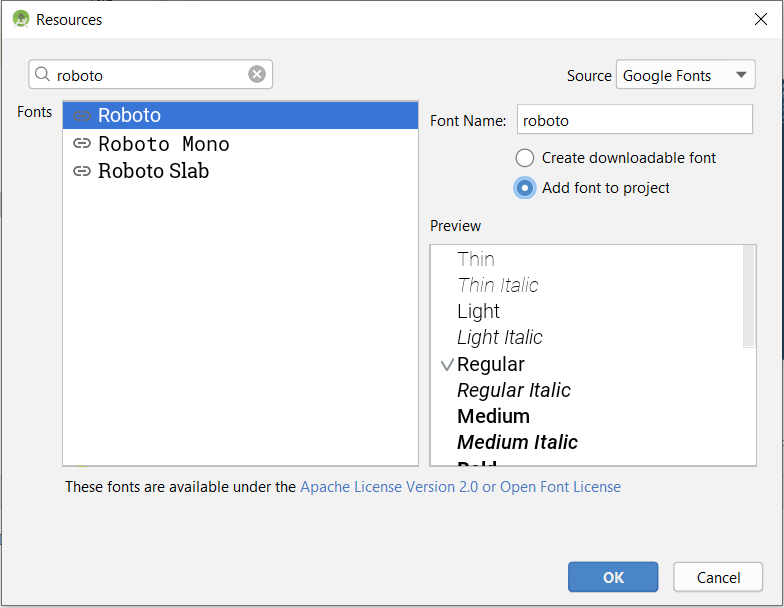 Resources
roboto
Source Google Fonts
Fonts
Roboto
Roboto Mono
Roboto Slab
Font Name: roboto
Create downloadable font
Add font to project
Preview
Thin
Thin Italic
Light
Light Italic
Regular
Regular Italic
Medium
Medium Italic
Bold
These fonts are available under the Apache License Version 2.0 or Open Font License
OK
Cancel